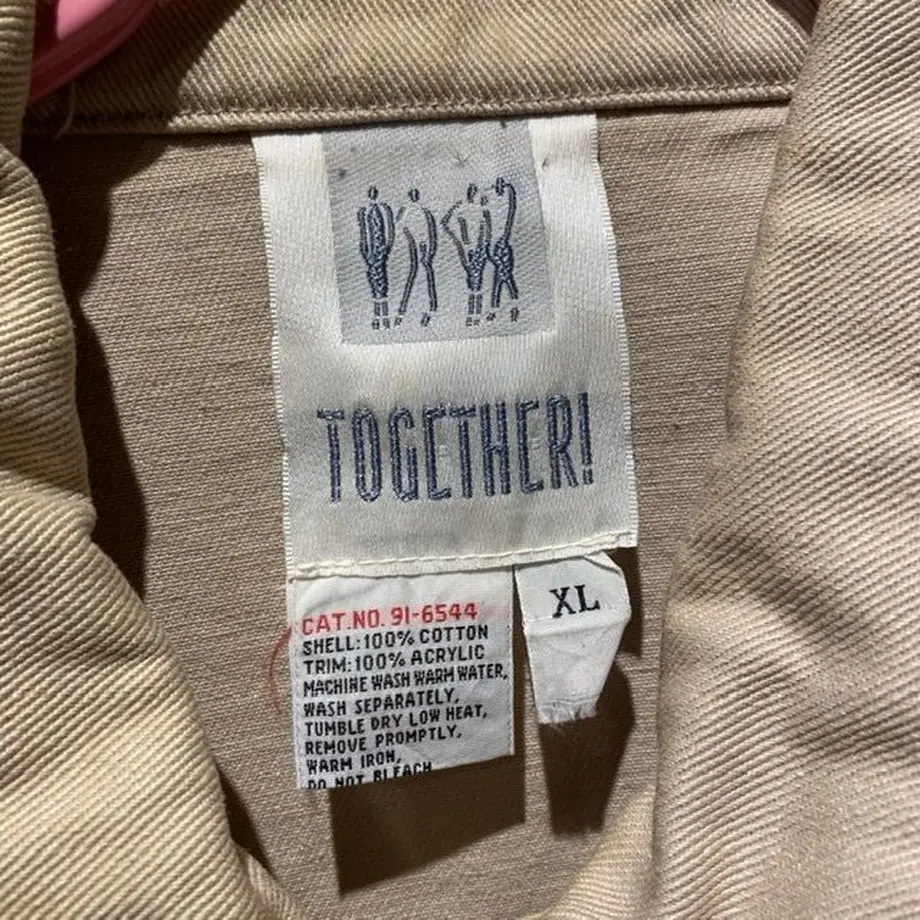 TOGETHER!
CAT.NO. 91-6544
SHELL:100% COTTON
TRIM:100% ACRYLIC
MACHINE WASH WARM WATER,
WASH SEPARATELY,
TUMBLE DRY LOW HEAT,
REMOVE PROMPTLY,
WARM IRON,
DO NOT BLEACH
XL